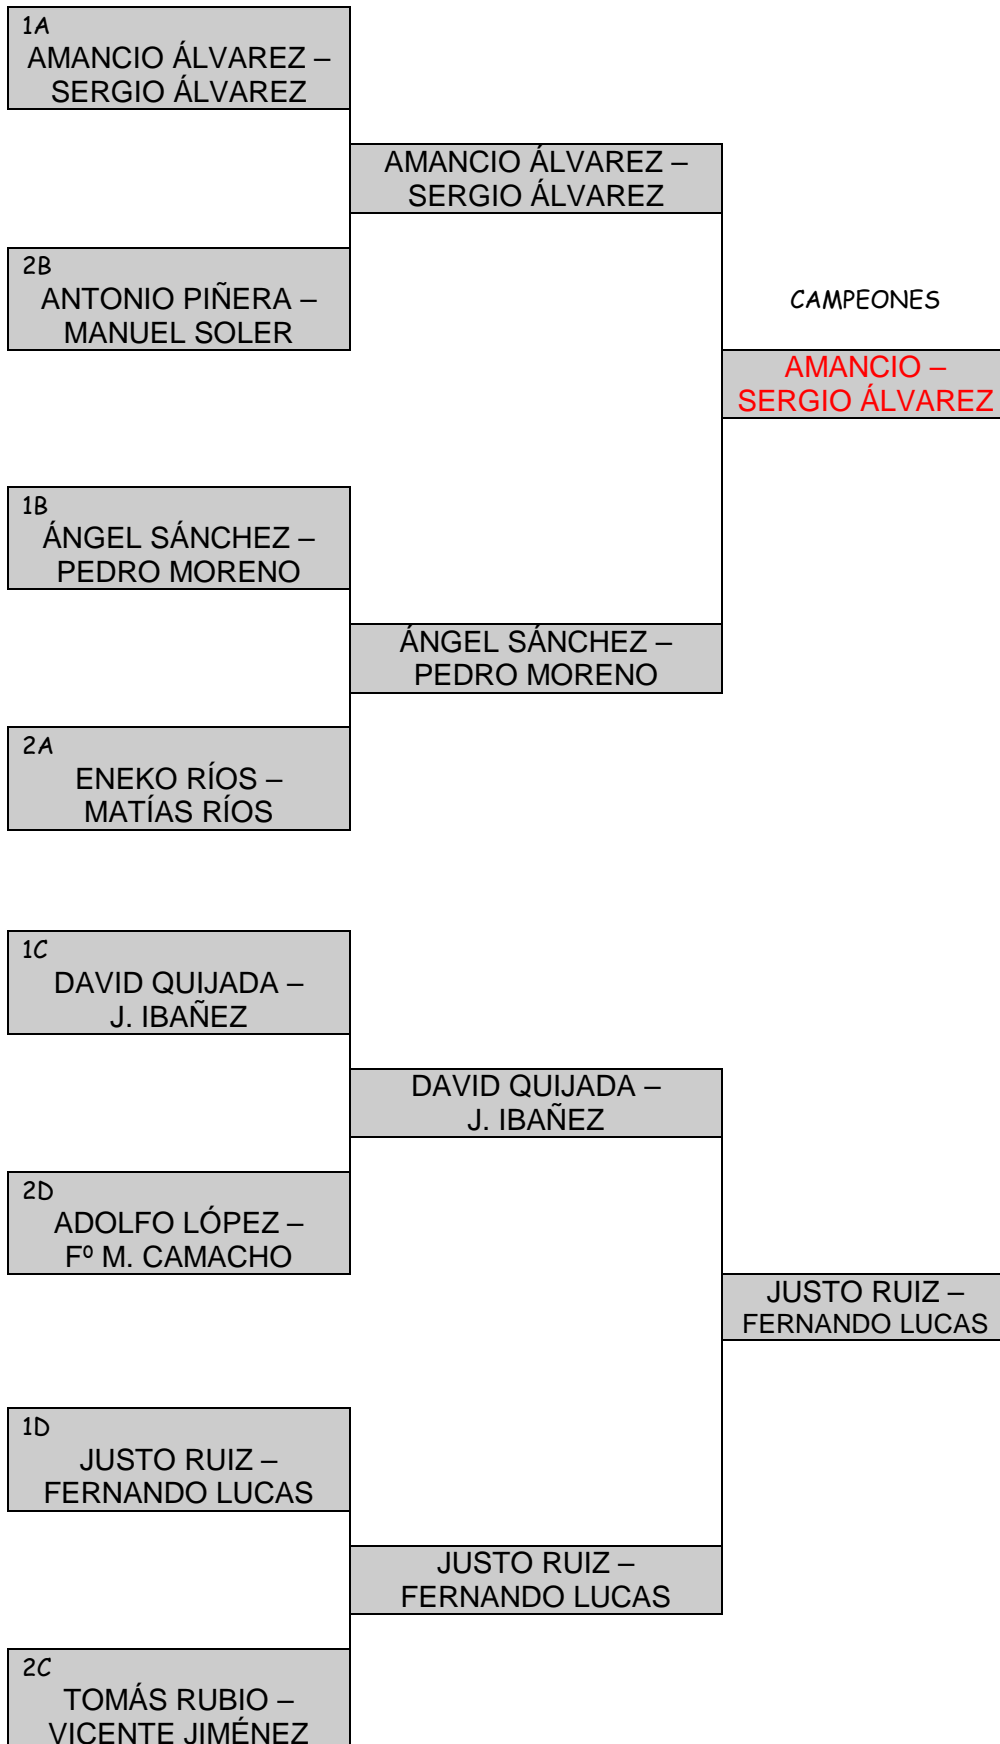 1A
AMANCIO ÁLVAREZ –
SERGIO ÁLVAREZ
AMANCIO ÁLVAREZ –
SERGIO ÁLVAREZ
2B
ANTONIO PIÑERA –
MANUEL SOLER
CAMPEONES
AMANCIO –
SERGIO ÁLVAREZ
1B
ÁNGEL SÁNCHEZ –
PEDRO MORENO
ÁNGEL SÁNCHEZ –
PEDRO MORENO
2A
ENEKO RÍOS –
MATÍAS RÍOS
1C
DAVID QUIJADA –
J. IBAÑEZ
DAVID QUIJADA –
J. IBAÑEZ
2D
ADOLFO LÓPEZ –
Fº M. CAMACHO
JUSTO RUIZ –
FERNANDO LUCAS
1D
JUSTO RUIZ –
FERNANDO LUCAS
JUSTO RUIZ –
FERNANDO LUCAS
2C
TOMÁS RUBIO –
VICENTE JIMÉNEZ